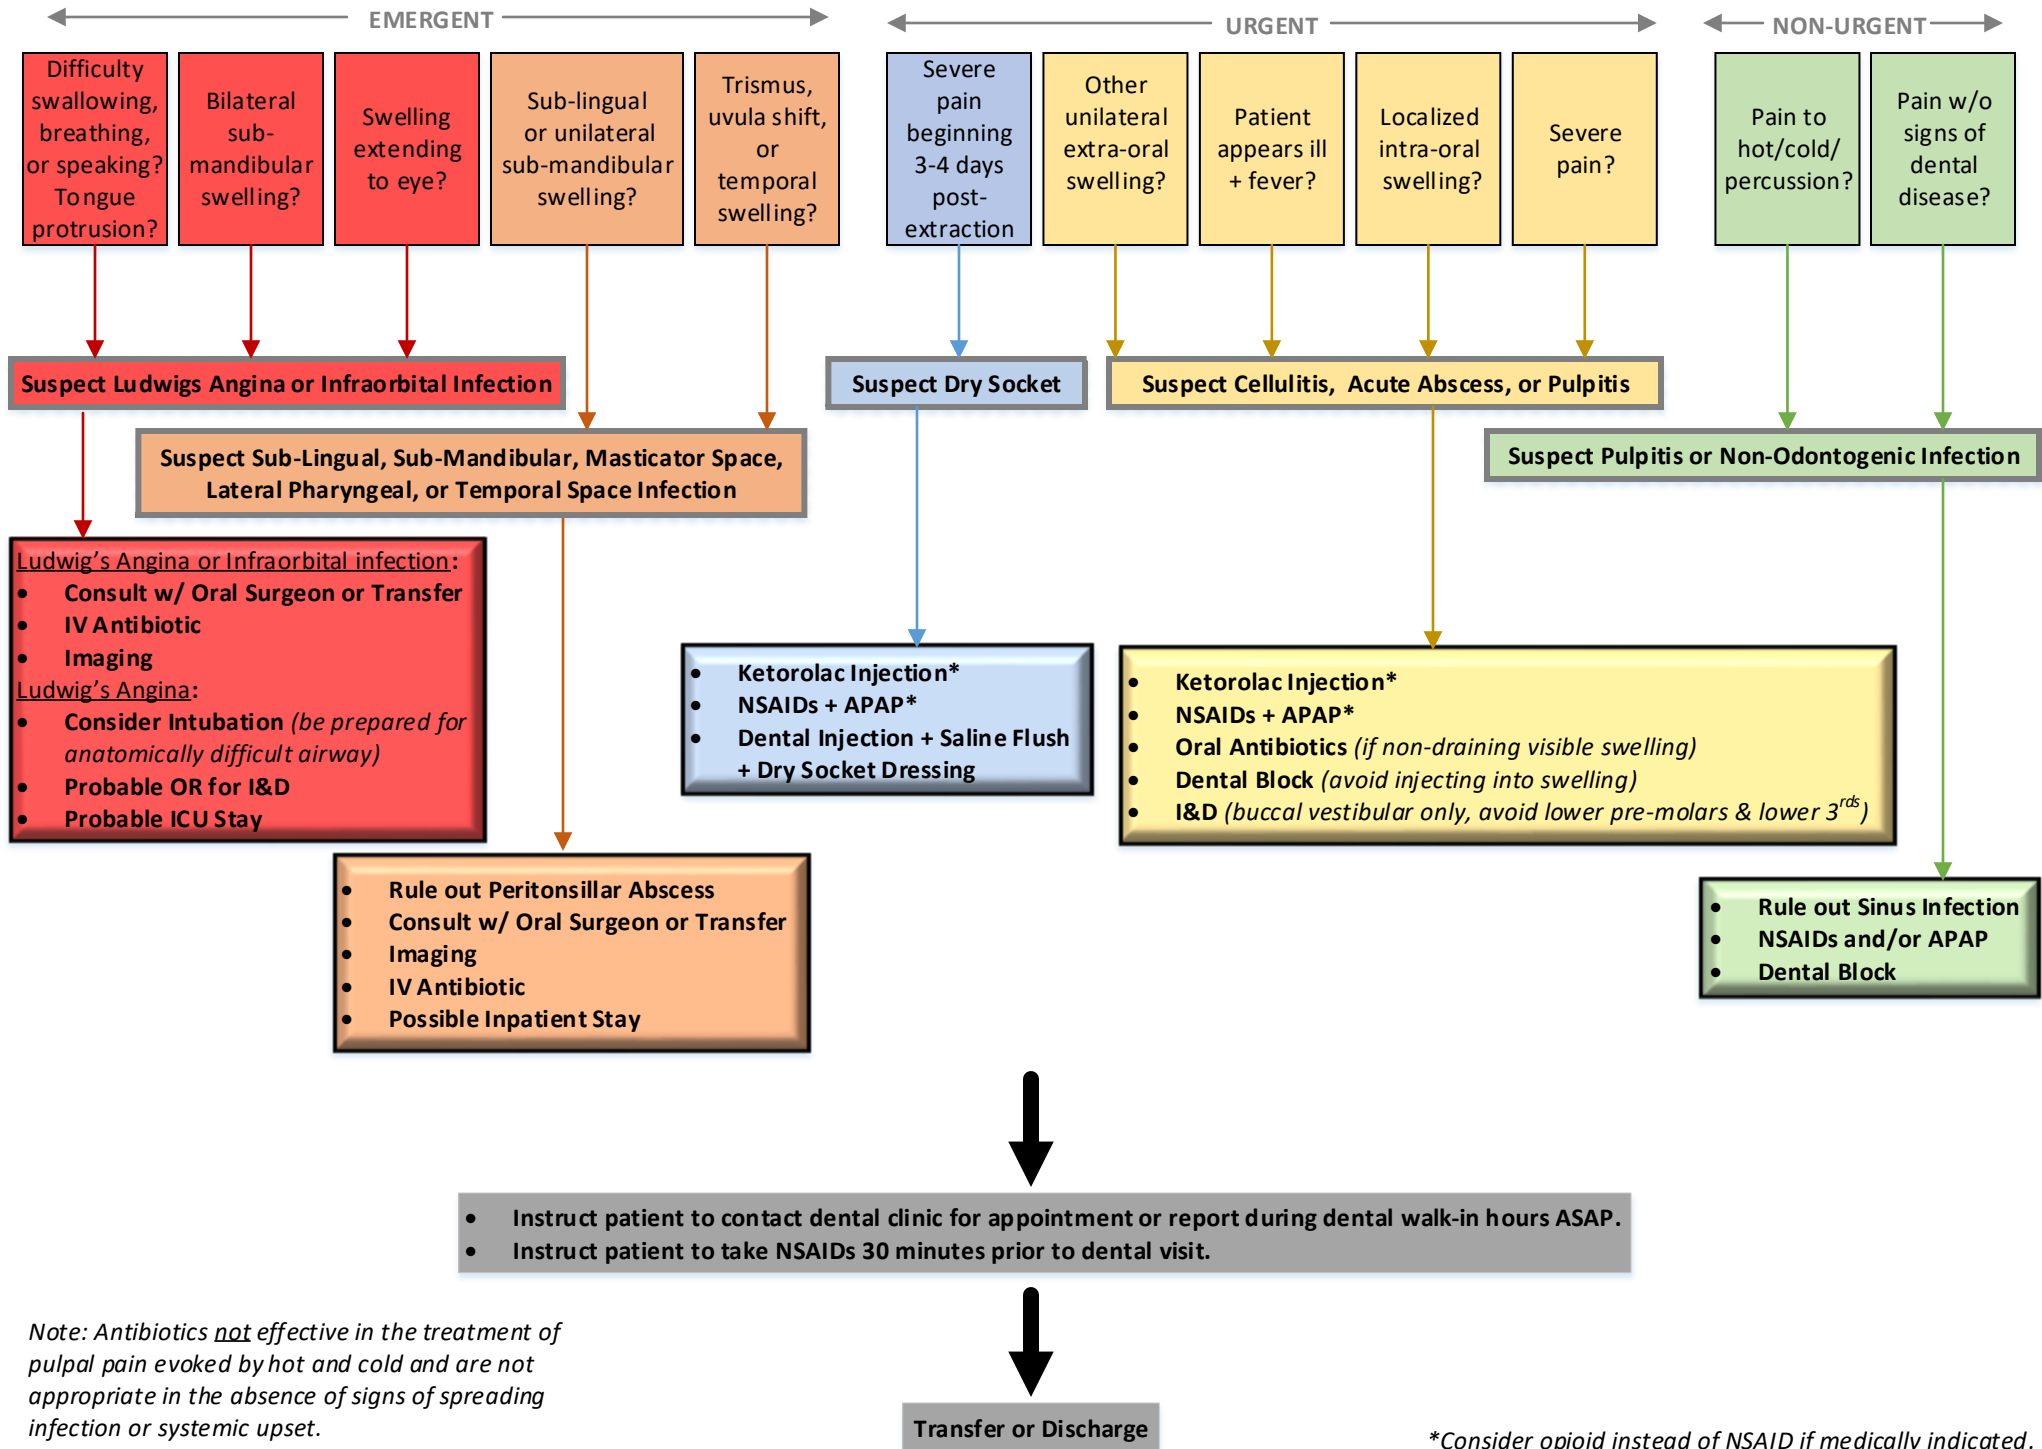 EMERGENT
URGENT
NON-URGENT
Difficulty
swallowing,
breathing,
or speaking?
Tongue
protrusion?
Bilateral
sub-
mandibular
swelling?
Swelling
extending
to eye?
Sub-lingual
or unilateral
sub-mandibular
swelling?
Trismus,
uvula shift,
or
temporal
swelling?
Severe
pain
beginning
3-4 days
post-
extraction
Other
unilateral
extra-oral
swelling?
Patient
appears ill
+ fever?
Localized
intra-oral
swelling?
Severe
pain?
Pain to
hot/cold/
percussion?
Pain w/o
signs of
dental
disease?
Suspect Ludwigs Angina or Infraorbital Infection
Suspect Dry Socket
Suspect Cellulitis, Acute Abscess, or Pulpitis
Suspect Sub-Lingual, Sub-Mandibular, Masticator Space,
Lateral Pharyngeal, or Temporal Space Infection
Suspect Pulpitis or Non-Odontogenic Infection
Ludwig’s Angina or Infraorbital infection:
• Consult w/ Oral Surgeon or Transfer
• IV Antibiotic
• Imaging
Ludwig’s Angina:
• Consider Intubation (be prepared for
anatomically difficult airway)
• Probable OR for I&D
• Probable ICU Stay
• Ketorolac Injection*
• NSAIDs + APAP*
• Dental Injection + Saline Flush
+ Dry Socket Dressing
• Ketorolac Injection*
• NSAIDs + APAP*
• Oral Antibiotics (if non-draining visible swelling)
• Dental Block (avoid injecting into swelling)
• I&D (buccal vestibular only, avoid lower pre-molars & lower 3rds)
• Rule out Peritonsillar Abscess
• Consult w/ Oral Surgeon or Transfer
• Imaging
• IV Antibiotic
• Possible Inpatient Stay
• Rule out Sinus Infection
• NSAIDs and/or APAP
• Dental Block
• Instruct patient to contact dental clinic for appointment or report during dental walk-in hours ASAP.
• Instruct patient to take NSAIDs 30 minutes prior to dental visit.
Note: Antibiotics not effective in the treatment of
pulpal pain evoked by hot and cold and are not
appropriate in the absence of signs of spreading
infection or systemic upset.
Transfer or Discharge
*Consider opioid instead of NSAID if medically indicated.